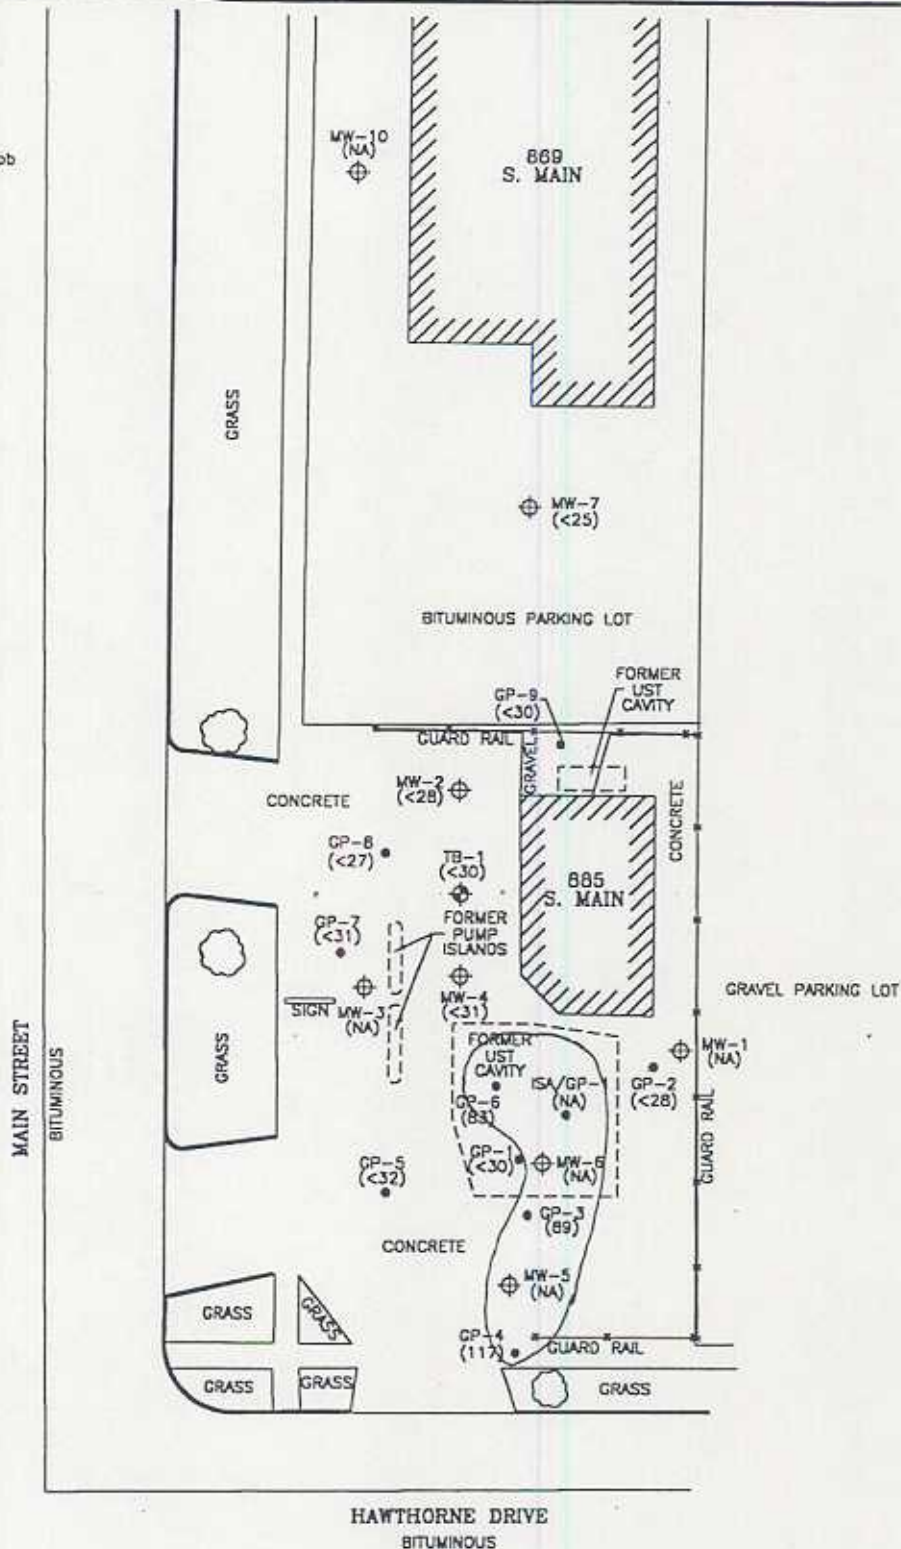 MW-10
(NA)
869
S. MAIN
GRASS
MW-7
(<25)
BITUMINOUS PARKING LOT
FORMER
UST
CAVITY
GP-9
(<30)
GUARD RAIL
GRAVEL
MW-2
(<28)
CONCRETE
CONCRETE
GP-8
(<27)
TB-1
(<30)
885
S. MAIN
GP-7
(<31)
FORMER
PUMP
ISLANDS
SIGN
MW-3
(NA)
MW-4
(<31)
GRAVEL PARKING LOT
MAIN STREET
BITUMINOUS
GRASS
FORMER
UST
CAVITY
MW-1
(NA)
GP-6
(83)
ISA/GP-1
(NA)
GP-2
(<28)
GUARD RAIL
GP-1
(<30)
MW-6
(NA)
GP-5
(<32)
GP-3
(89)
CONCRETE
MW-5
(NA)
GRASS
GRASS
GP-4
(117)
GUARD RAIL
GRASS
GRASS
GRASS
HAWTHORNE DRIVE
BITUMINOUS